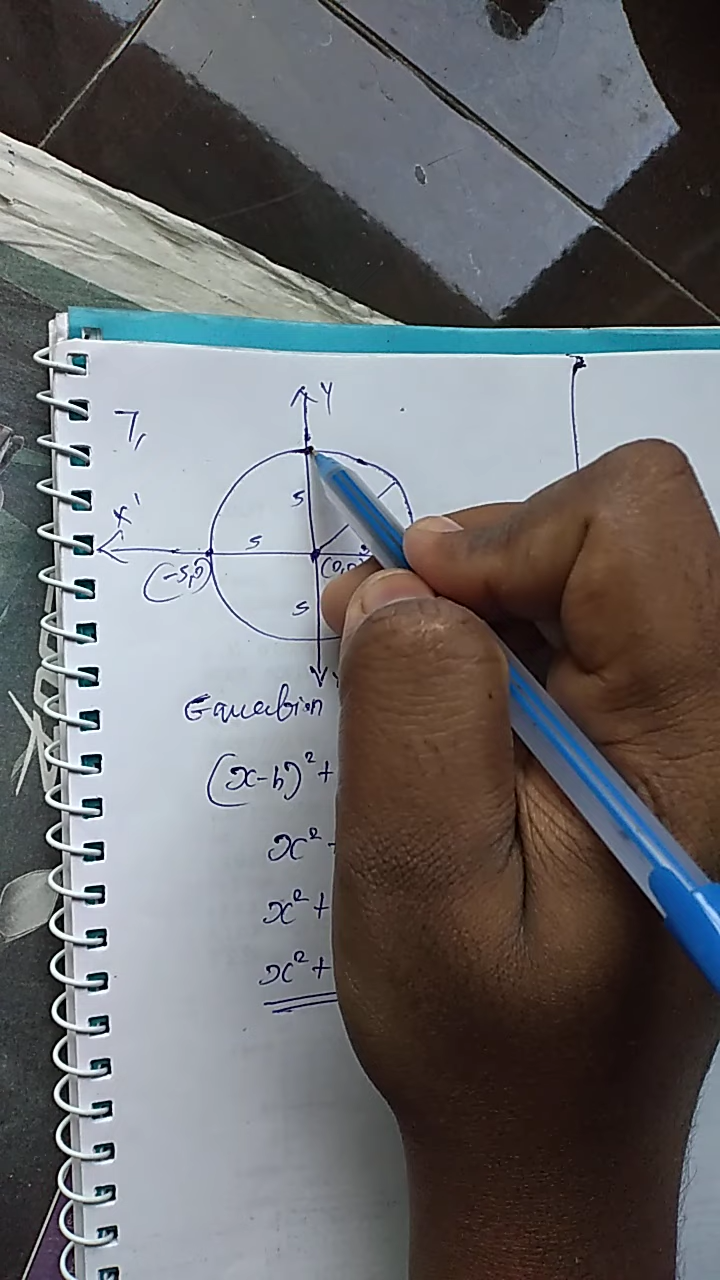 7,
Y
X'
5
5
(-5,0)
(0,0
5
Equation
(x-h)² +
x² -
x² +
x² +